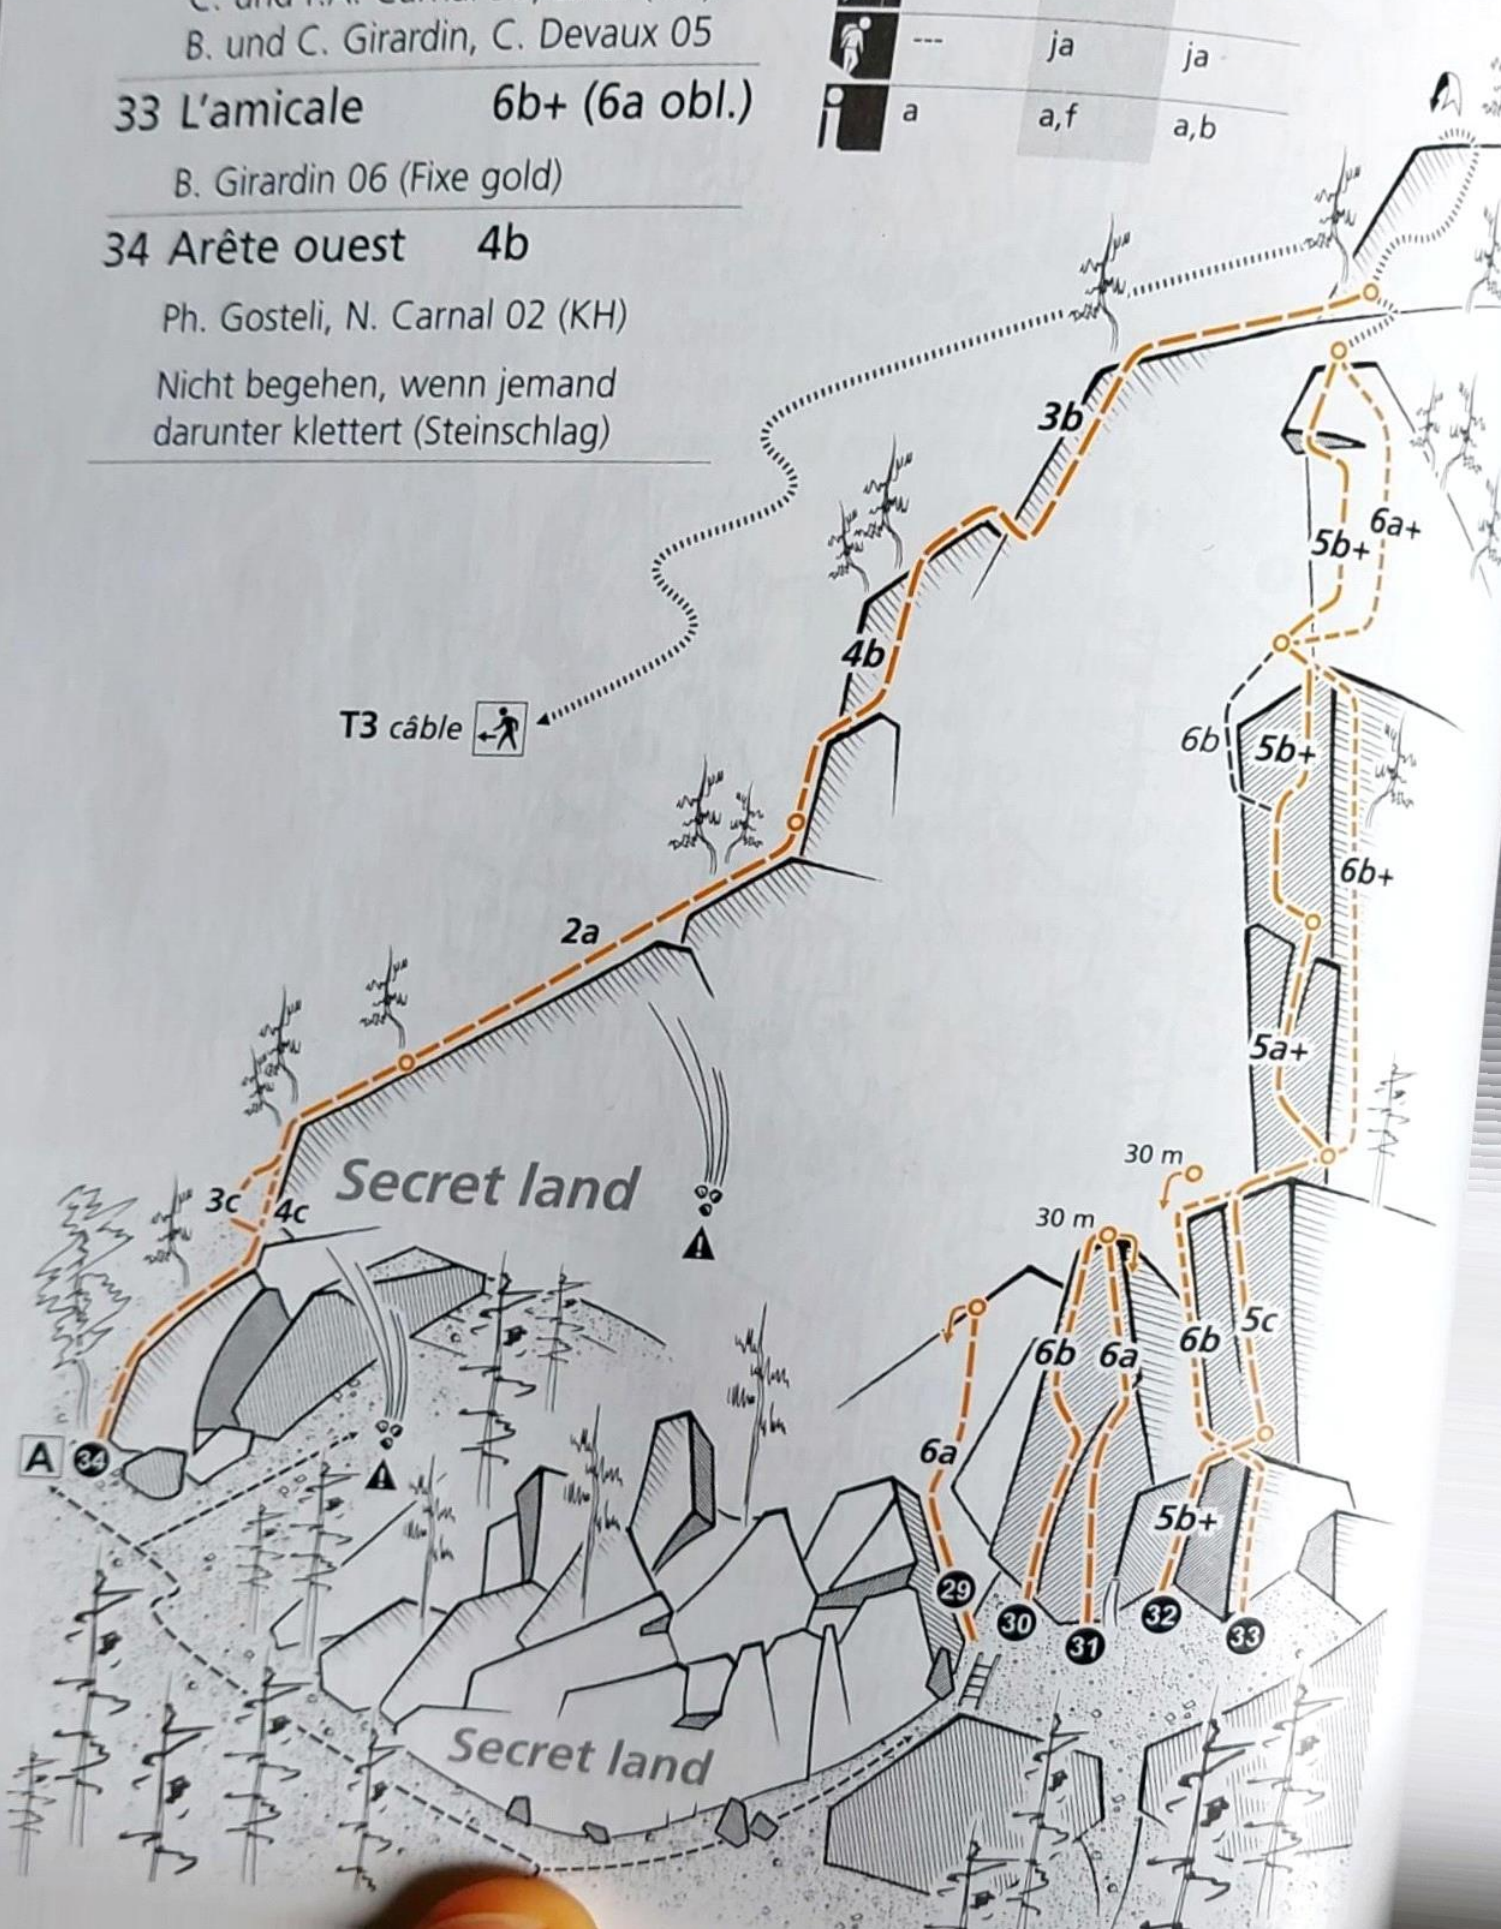 B. und C. Girardin, C. Devaux 05
33 L'amicale 6b+ (6a obl.)
B. Girardin 06 (Fixe gold)
34 Arête ouest 4b
Ph. Gosteli, N. Carnal 02 (KH)
Nicht begehen, wenn jemand
darunter klettert (Steinschlag)
--- ja ja
a a,f a,b
3b
6a+
5b+
4b
T3 câble
6b 5b+
6b+
2a
5a+
30 m
Secret land
3c 4c
30 m
5c
6b 6a 6b
6a
A 34
5b+
29
30 31 32 33
Secret land